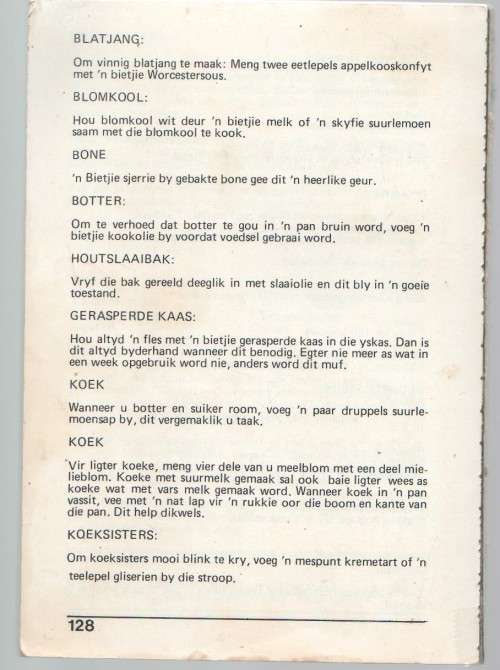 BLATJANG:
Om vinnig blatjang te maak: Meng twee eetlepels appelkooskonfyt
met 'n bietjie Worcestersous.
BLOMKOOL:
Hou blomkool wit deur 'n bietjie melk of 'n skyfie suurlemoen
saam met die blomkool te kook.
BONE
'n Bietjie sjerrie by gebakte bone gee dit 'n heerlike geur.
BOTTER:
Om te verhoed dat botter te gou in 'n pan bruin word, voeg 'n
bietjie kookolie by voordat voedsel gebraai word.
HOUTSLAAIBAK:
Vryf die bak gereeld deeglik in met slaaiolie en dit bly in 'n goeie
toestand.
GERASPERDE KAAS:
Hou altyd 'n fles met 'n bietjie gerasperde kaas in die yskas. Dan is
dit altyd byderhand wanneer dit benodig. Egter nie meer as wat in
een week opgebruik word nie, anders word dit muf.
KOEK
Wanneer u botter en suiker room, voeg 'n paar druppels suurle-
moensap by, dit vergemaklik u taak.
KOEK
Vir ligter koeke, meng vier dele van u meelblom met een deel mie-
lieblom. Koeke met suurmelk gemaak sal ook baie ligter wees as
koeke wat met vars melk gemaak word. Wanneer koek in 'n pan
vassit, vee met 'n nat lap vir 'n rukkie oor die boom en kante van
die pan. Dit help dikwels.
KOEKSISTERS:
Om koeksisters mooi blink te kry, voeg 'n mespunt kremetart of 'n
teelepel gliserien by die stroop.
128